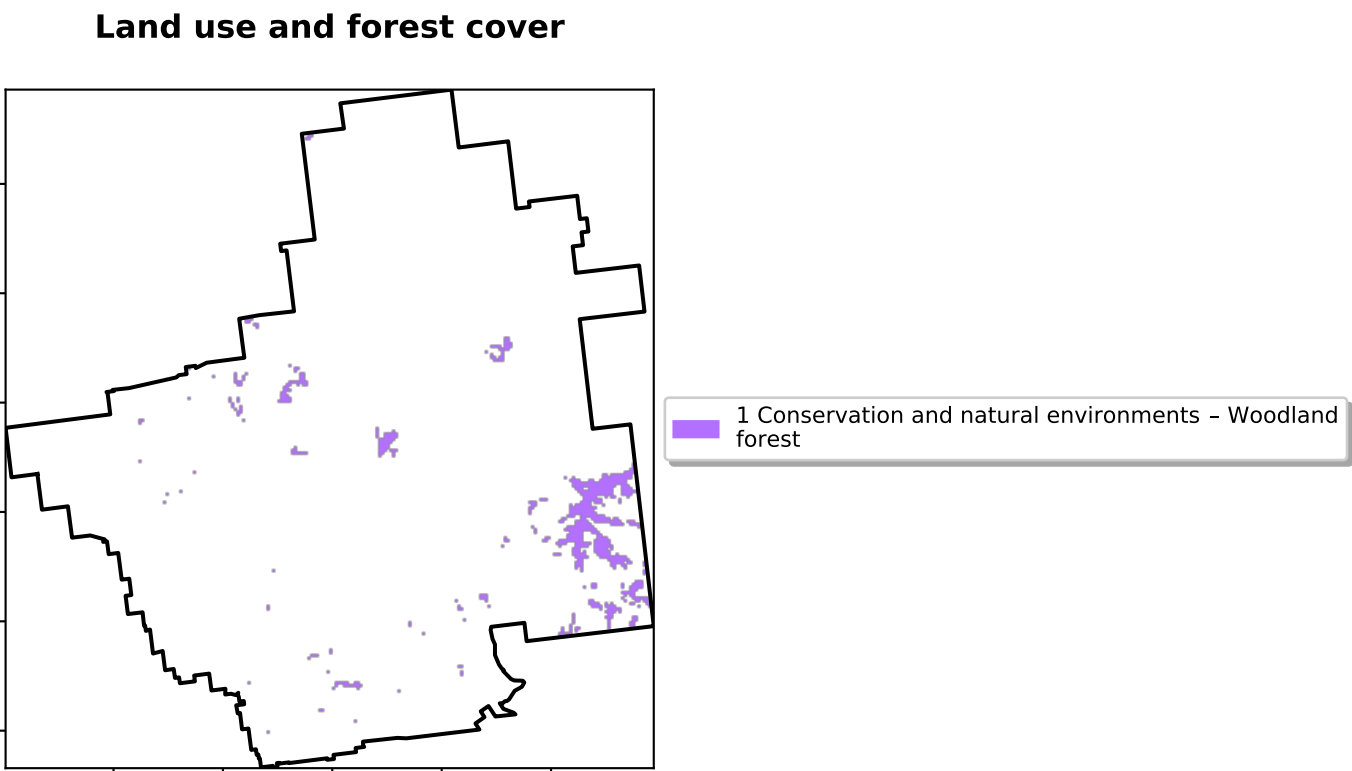 Land use and forest cover
1 Conservation and natural environments – Woodland
forest